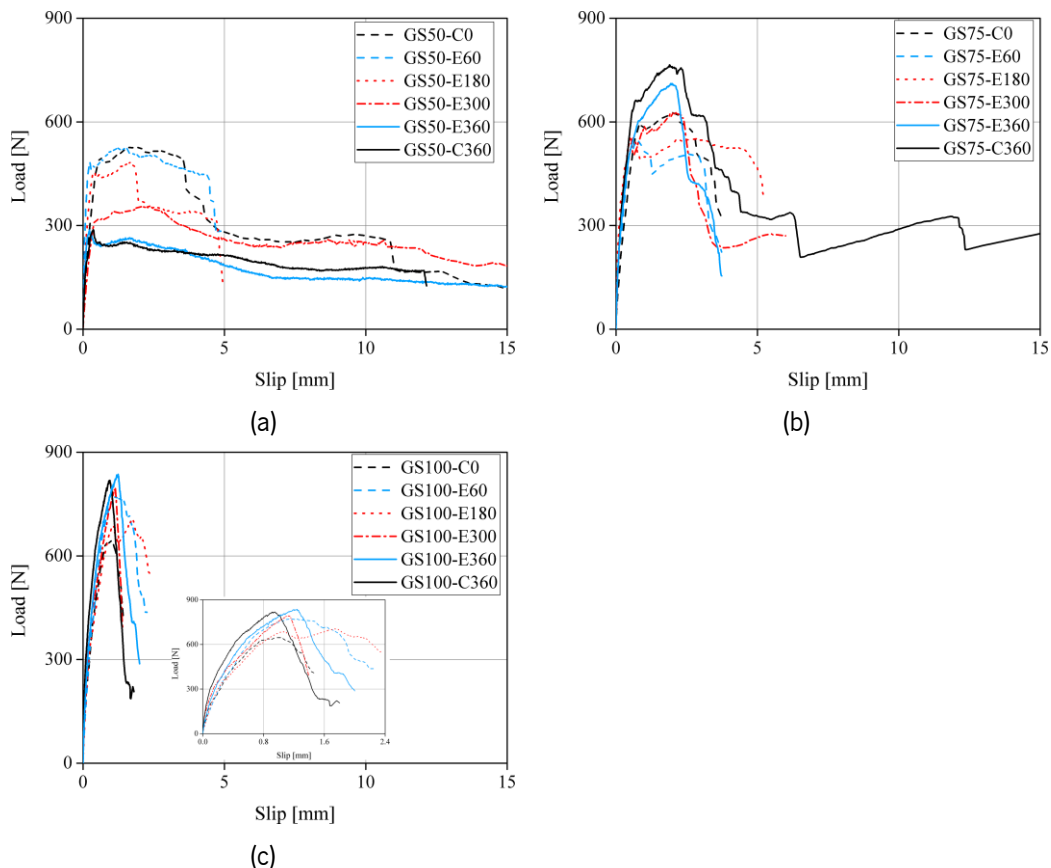 900
600
300
0
Load [N]
0
5
10
15
Slip [mm]
GS50-C0
GS50-E60
GS50-E180
GS50-E300
GS50-E360
GS50-C360
(a)
900
600
300
0
Load [N]
0
5
10
15
Slip [mm]
GS75-C0
GS75-E60
GS75-E180
GS75-E300
GS75-E360
GS75-C360
(b)
900
600
300
0
Load [N]
0
5
10
15
Slip [mm]
GS100-C0
GS100-E60
GS100-E180
GS100-E300
GS100-E360
GS100-C360
900
600
300
0
Load [N]
0.0
0.8
1.6
2.4
Slip [mm]
(c)